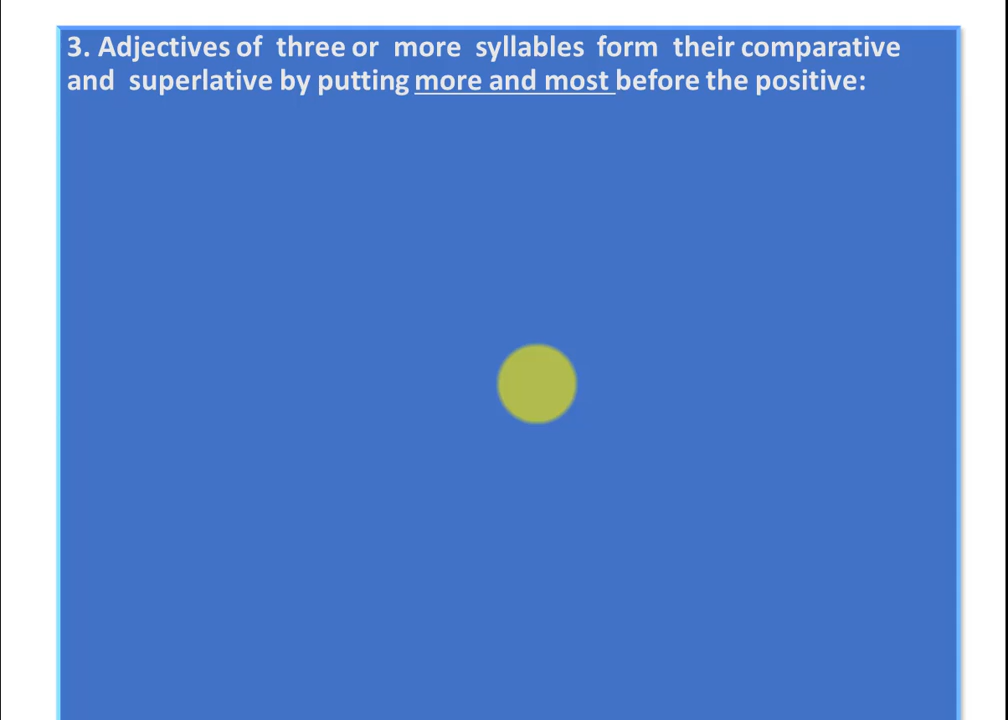 3. Adjectives of three or more syllables form their comparative
and superlative by putting more and most before the positive: